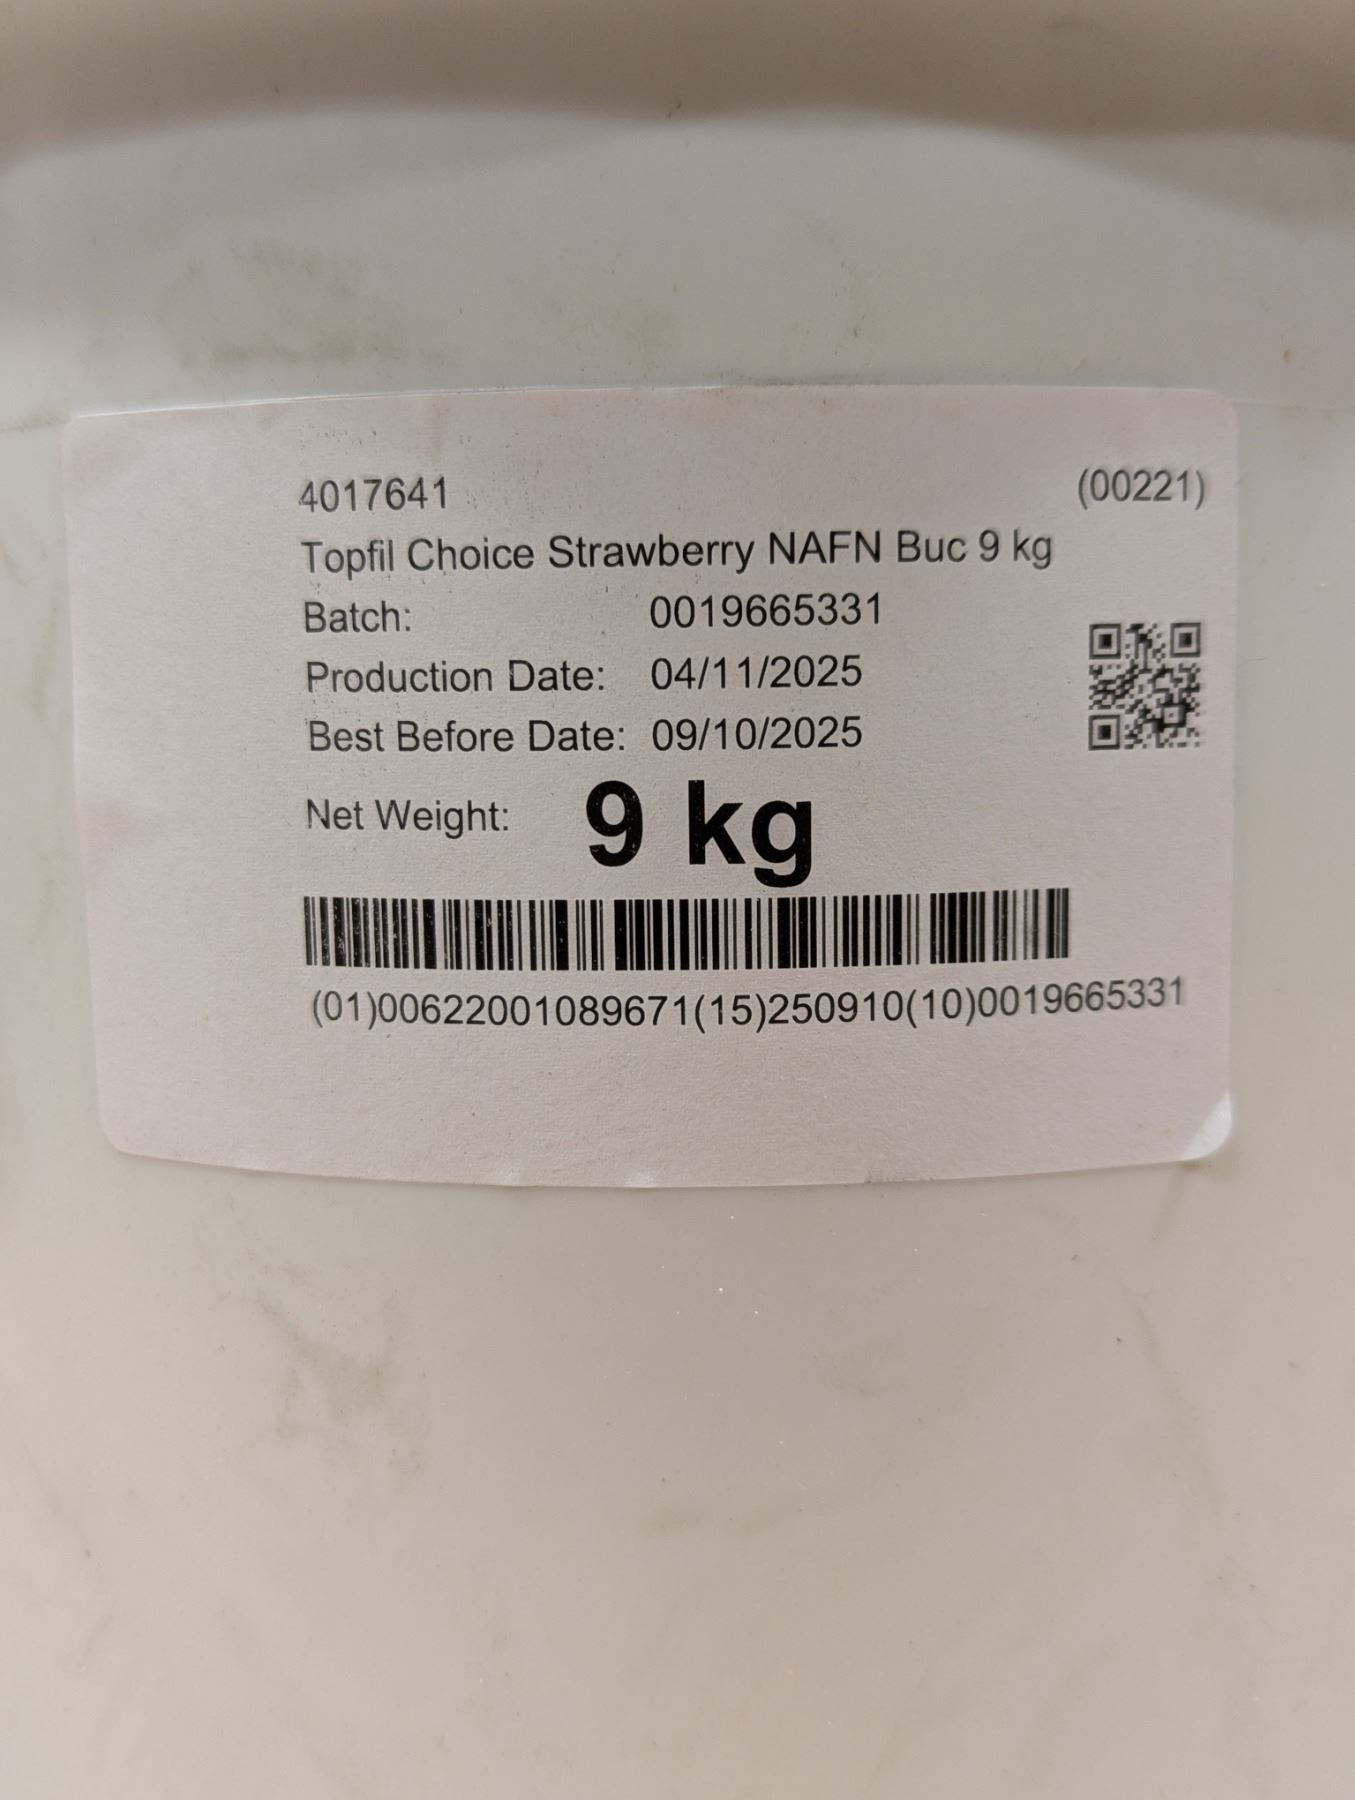 4017641 (00221)
Topfil Choice Strawberry NAFN Buc 9 kg
Batch: 0019665331
Production Date: 04/11/2025
Best Before Date: 09/10/2025
Net Weight: 9 kg
(01)00622001089671(15)250910(10)0019665331